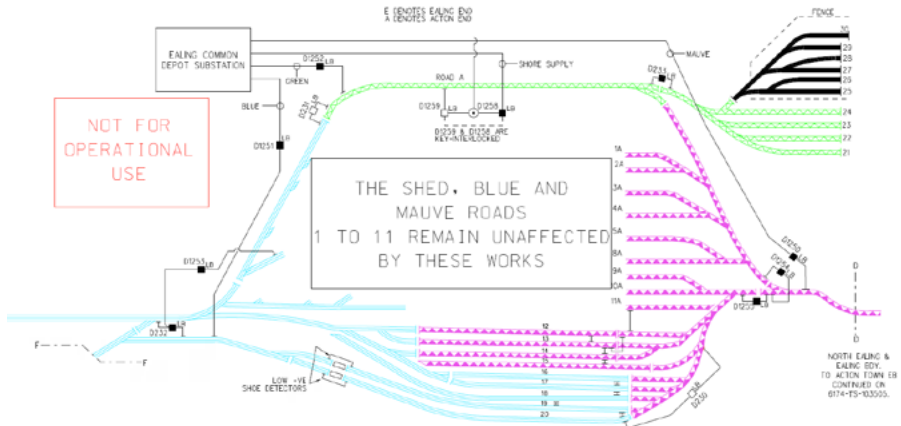 E DENOTES EALING END
A DENOTES ACTON END
EALING COMMON
DEPOT SUBSTATION
D1252
LB
GREEN
MAUVE
SHORE SUPPLY
FENCE
30
29
28
27
26
25
24
23
22
21
D233
LB
ROAD A
BLUE
D231
LB
D1259
LB
D1258
LB
D1259 & D1258 ARE
KEY-INTERLOCKED
D1251
LB
NOT FOR
OPERATIONAL
USE
THE SHED, BLUE AND
MAUVE ROADS
1 TO 11 REMAIN UNAFFECTED
BY THESE WORKS
1A
2A
3A
4A
5A
8A
9A
10A
11A
D1250
LB
D1254
LB
D1255
LB
D
D
D1253
LB
D232
LB
F
F
LOW -VE
SHOE DETECTORS
12
13
14
15
16
17
18
19
20
D230
LB
NORTH EALING &
EALING BDY.
TO ACTON TOWN EB
CONTINUED ON
6174-TS-103505.